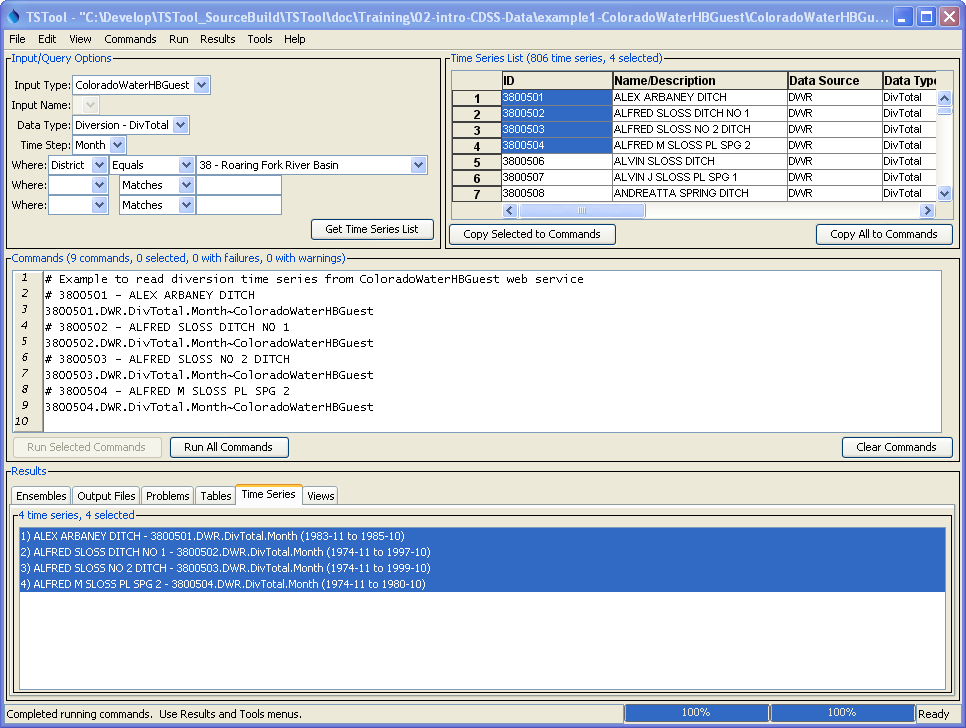 TSTool - "C:\Develop\TSTool_SourceBuild\TSTool\doc\Training\02-intro-CDSS-Data\example1-ColoradoWaterHBGuest\ColoradoWaterHBGu...
File Edit View Commands Run Results Tools Help
Input/Query Options
Input Type: ColoradoWaterHBGuest
Input Name:
Data Type: Diversion - DivTotal
Time Step: Month
Where: District Equals 38 - Roaring Fork River Basin
Where: Matches
Where: Matches
Get Time Series List
Time Series List (806 time series, 4 selected)
ID Name/Description Data Source Data Type
1 3800501 ALEX ARBANEY DITCH DWR DivTotal
2 3800502 ALFRED SLOSS DITCH NO 1 DWR DivTotal
3 3800503 ALFRED SLOSS NO 2 DITCH DWR DivTotal
4 3800504 ALFRED M SLOSS PL SPG 2 DWR DivTotal
5 3800506 ALVIN SLOSS DITCH DWR DivTotal
6 3800507 ALVIN J SLOSS PL SPG 1 DWR DivTotal
7 3800508 ANDREATTA SPRING DITCH DWR DivTotal
Copy Selected to Commands Copy All to Commands
Commands (9 commands, 0 selected, 0 with failures, 0 with warnings)
1 # Example to read diversion time series from ColoradoWaterHBGuest web service
2 # 3800501 - ALEX ARBANEY DITCH
3 3800501.DWR.DivTotal.Month~ColoradoWaterHBGuest
4 # 3800502 - ALFRED SLOSS DITCH NO 1
5 3800502.DWR.DivTotal.Month~ColoradoWaterHBGuest
6 # 3800503 - ALFRED SLOSS NO 2 DITCH
7 3800503.DWR.DivTotal.Month~ColoradoWaterHBGuest
8 # 3800504 - ALFRED M SLOSS PL SPG 2
9 3800504.DWR.DivTotal.Month~ColoradoWaterHBGuest
10
Run Selected Commands Run All Commands Clear Commands
Results
Ensembles Output Files Problems Tables Time Series Views
4 time series, 4 selected
1) ALEX ARBANEY DITCH - 3800501.DWR.DivTotal.Month (1983-11 to 1985-10)
2) ALFRED SLOSS DITCH NO 1 - 3800502.DWR.DivTotal.Month (1974-11 to 1997-10)
3) ALFRED SLOSS NO 2 DITCH - 3800503.DWR.DivTotal.Month (1974-11 to 1999-10)
4) ALFRED M SLOSS PL SPG 2 - 3800504.DWR.DivTotal.Month (1974-11 to 1980-10)
Completed running commands. Use Results and Tools menus. 100% 100% Ready